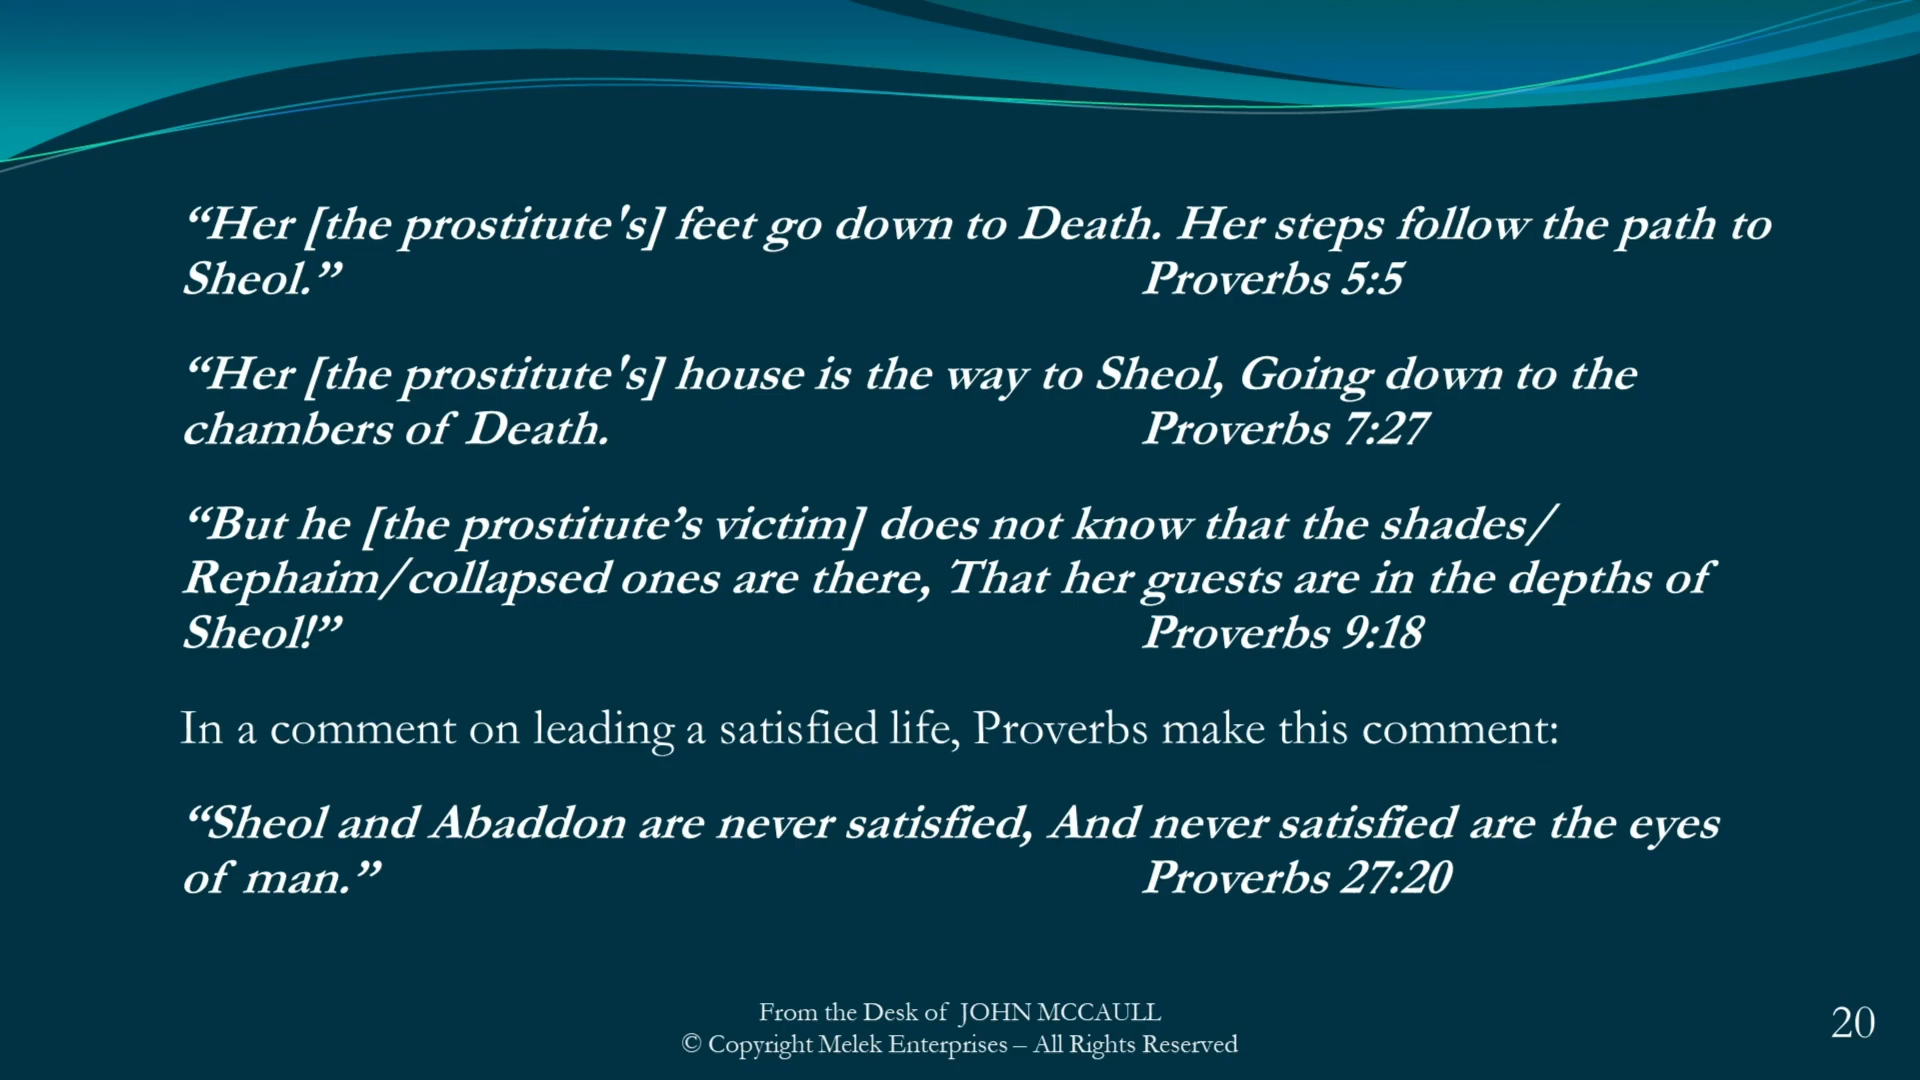 “Her [the prostitute's] feet go down to Death. Her steps follow the path to
Sheol.” Proverbs 5:5
“Her [the prostitute's] house is the way to Sheol, Going down to the
chambers of Death. Proverbs 7:27
“But he [the prostitute’s victim] does not know that the shades/
Rephaim/collapsed ones are there, That her guests are in the depths of
Sheol!” Proverbs 9:18
In a comment on leading a satisfied life, Proverbs make this comment:
“Sheol and Abaddon are never satisfied, And never satisfied are the eyes
of man.” Proverbs 27:20
From the Desk of JOHN MCCAULL
© Copyright Melek Enterprises – All Rights Reserved
20